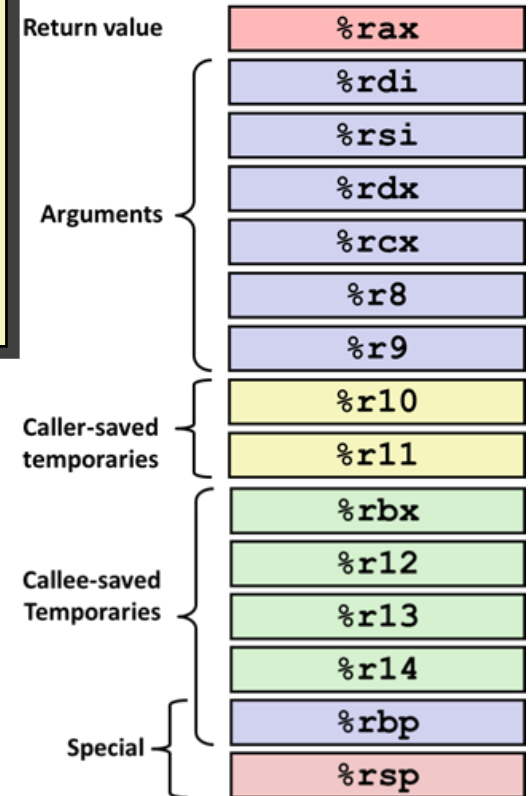 Return value
%rax
%rdi
%rsi
%rdx
Arguments
%rcx
%r8
%r9
%r10
Caller-saved
temporaries
%r11
%rbx
%r12
Callee-saved
Temporaries
%r13
%r14
%rbp
Special
%rsp